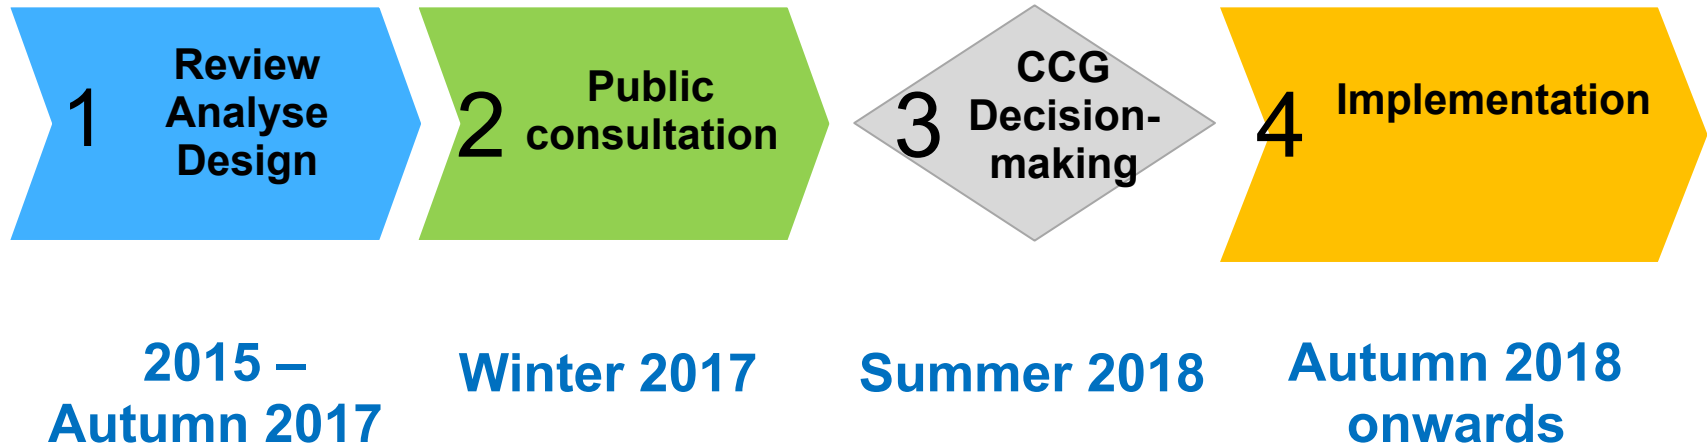 1
Review
Analyse
Design
2
Public
consultation
3
CCG
Decision-
making
4
Implementation
2015 –
Autumn 2017
Winter 2017
Summer 2018
Autumn 2018
onwards